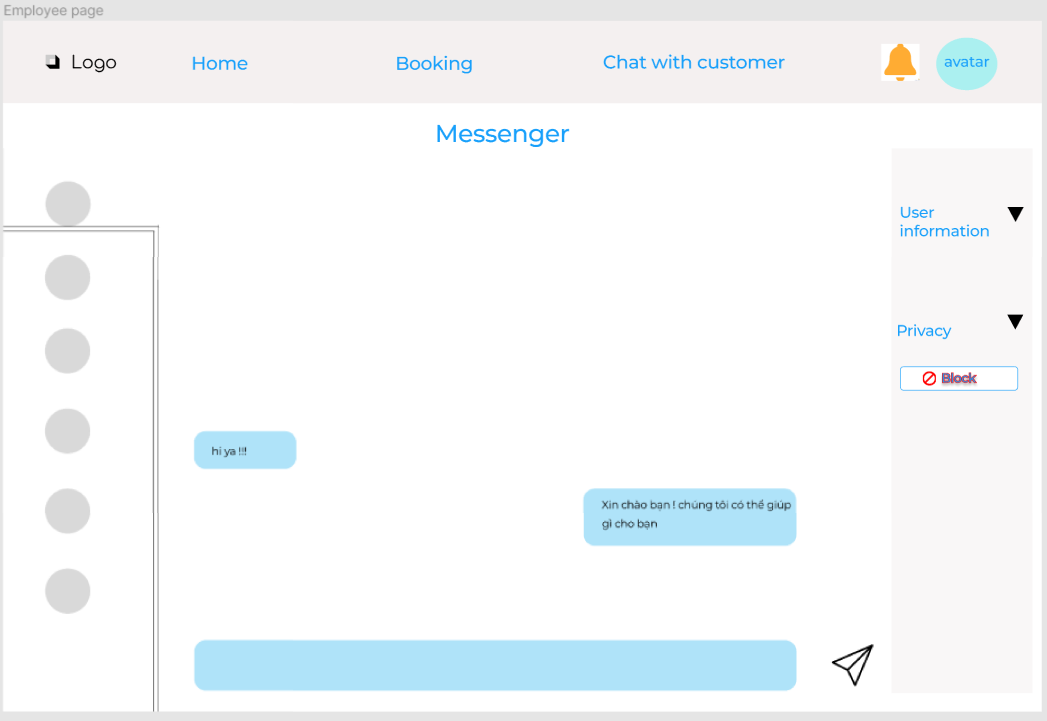 Employee page
Logo
Home
Booking
Chat with customer
avatar
Messenger
User
information
Privacy
Block
hi ya !!!
Xin chào bạn ! chúng tôi có thể giúp
gì cho bạn